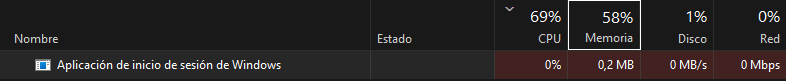 69% 58% 1% 0%
Nombre Estado CPU Memoria Disco Red
Aplicación de inicio de sesión de Windows 0% 0,2 MB 0 MB/s 0 Mbps